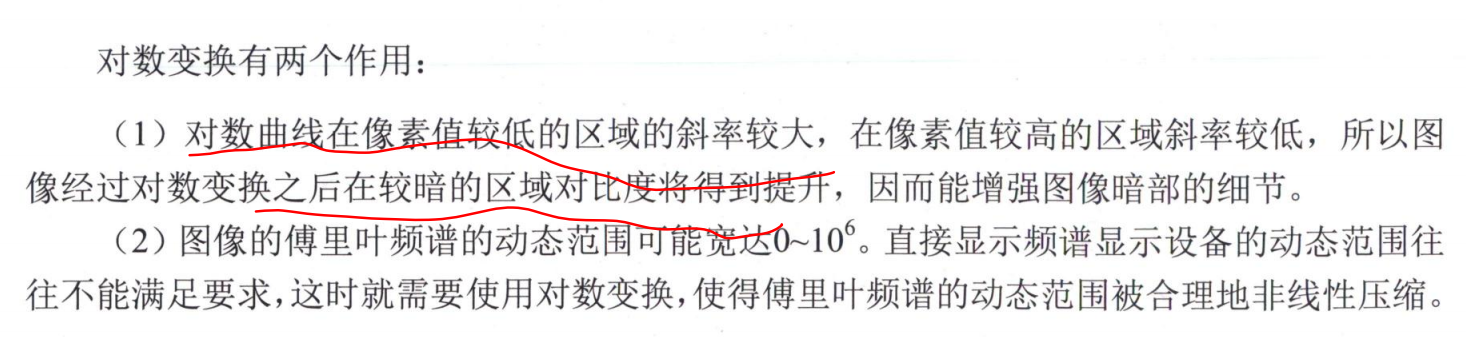 对数变换有两个作用：
（1）对数曲线在像素值较低的区域的斜率较大，在像素值较高的区域斜率较低，所以图
像经过对数变换之后在较暗的区域对比度将得到提升，因而能增强图像暗部的细节。
（2）图像的傅里叶频谱的动态范围可能宽达0~10⁶。直接显示频谱显示设备的动态范围往
往不能满足要求,这时就需要使用对数变换,使得傅里叶频谱的动态范围被合理地非线性压缩。